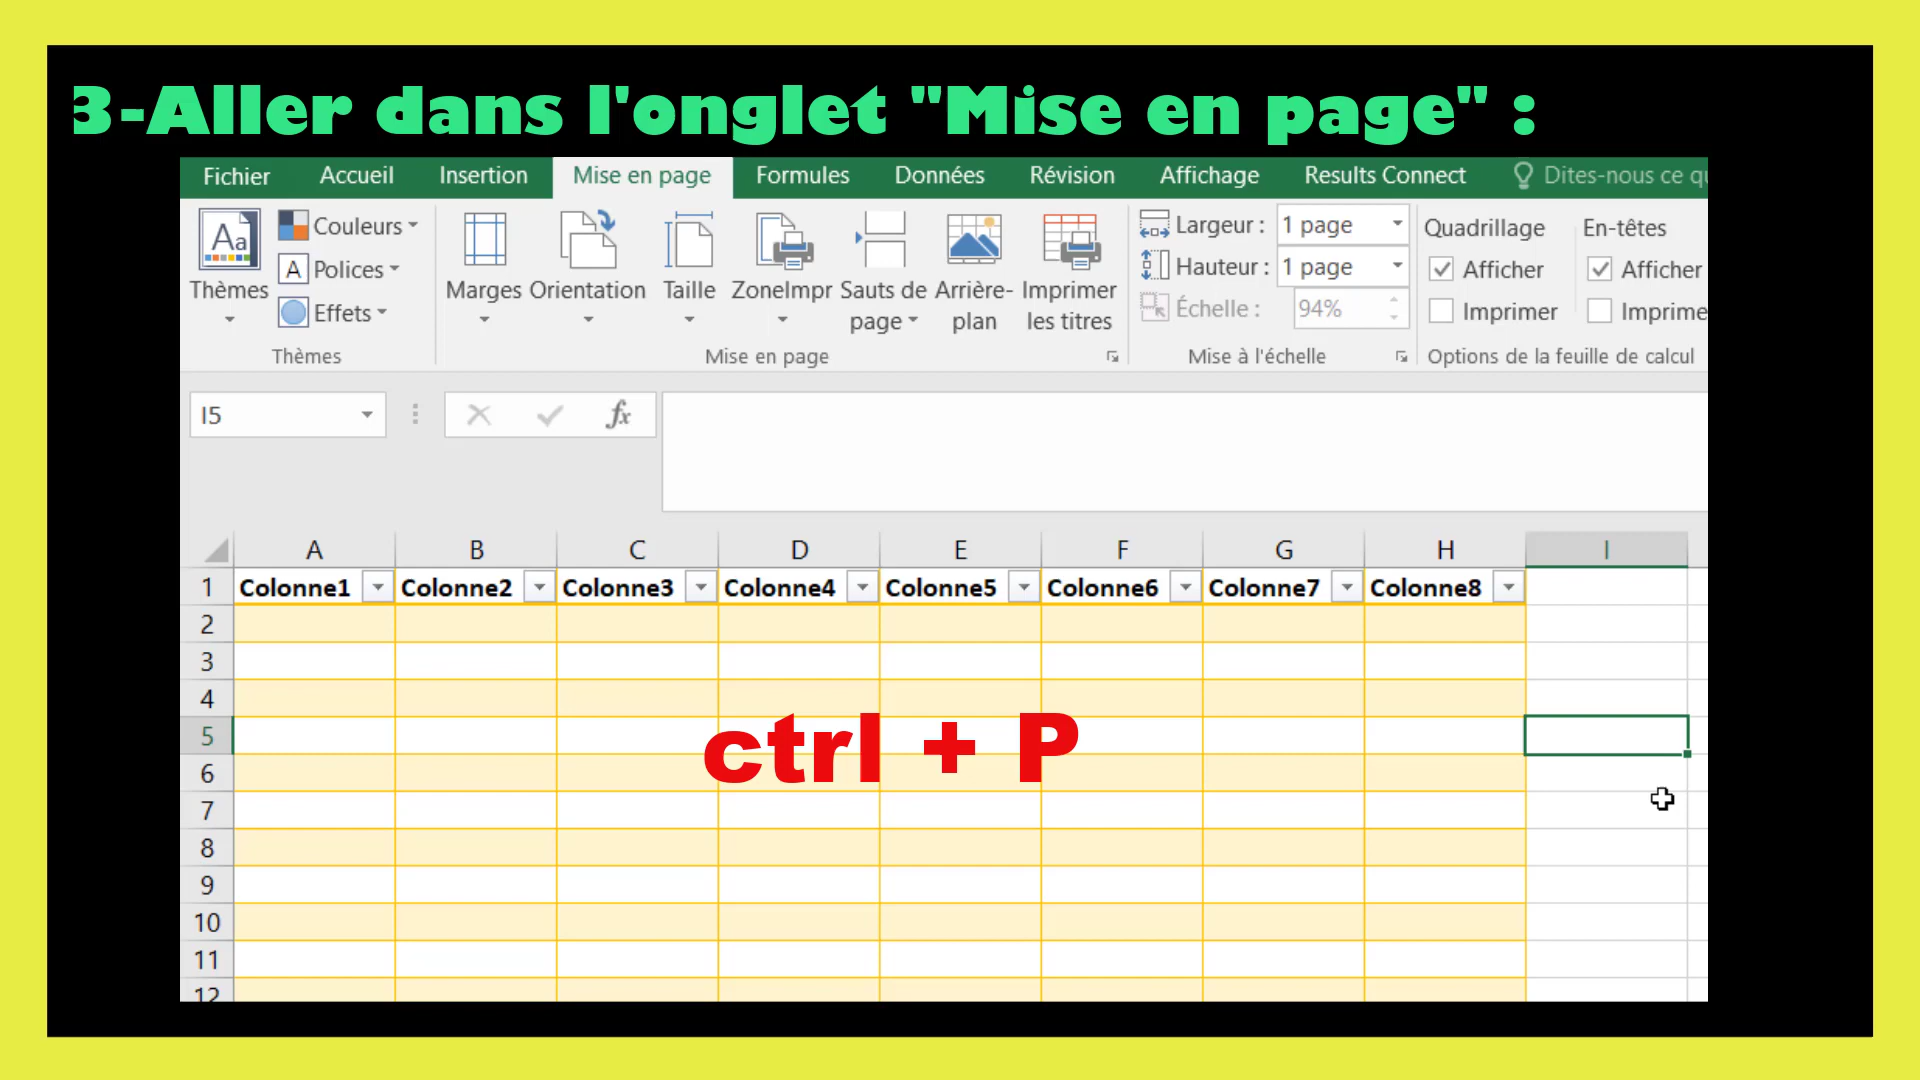 3-Aller dans l'onglet "Mise en page" :
Fichier Accueil Insertion Mise en page Formules Données Révision Affichage Results Connect Dites-nous ce
Aa Couleurs
A Polices
Effets
Thèmes
Marges Orientation Taille ZoneImpr Sauts de page Arrière-plan Imprimer les titres
Largeur : 1 page
Hauteur : 1 page
Échelle : 94%
Quadrillage En-têtes
Afficher Afficher
Imprimer Imprime
Thèmes Mise en page Mise à l'échelle Options de la feuille de calcul
I5 fx
A B C D E F G H I
1 Colonne1 Colonne2 Colonne3 Colonne4 Colonne5 Colonne6 Colonne7 Colonne8
2
3
4
5
ctrl + P
6
7
8
9
10
11
12